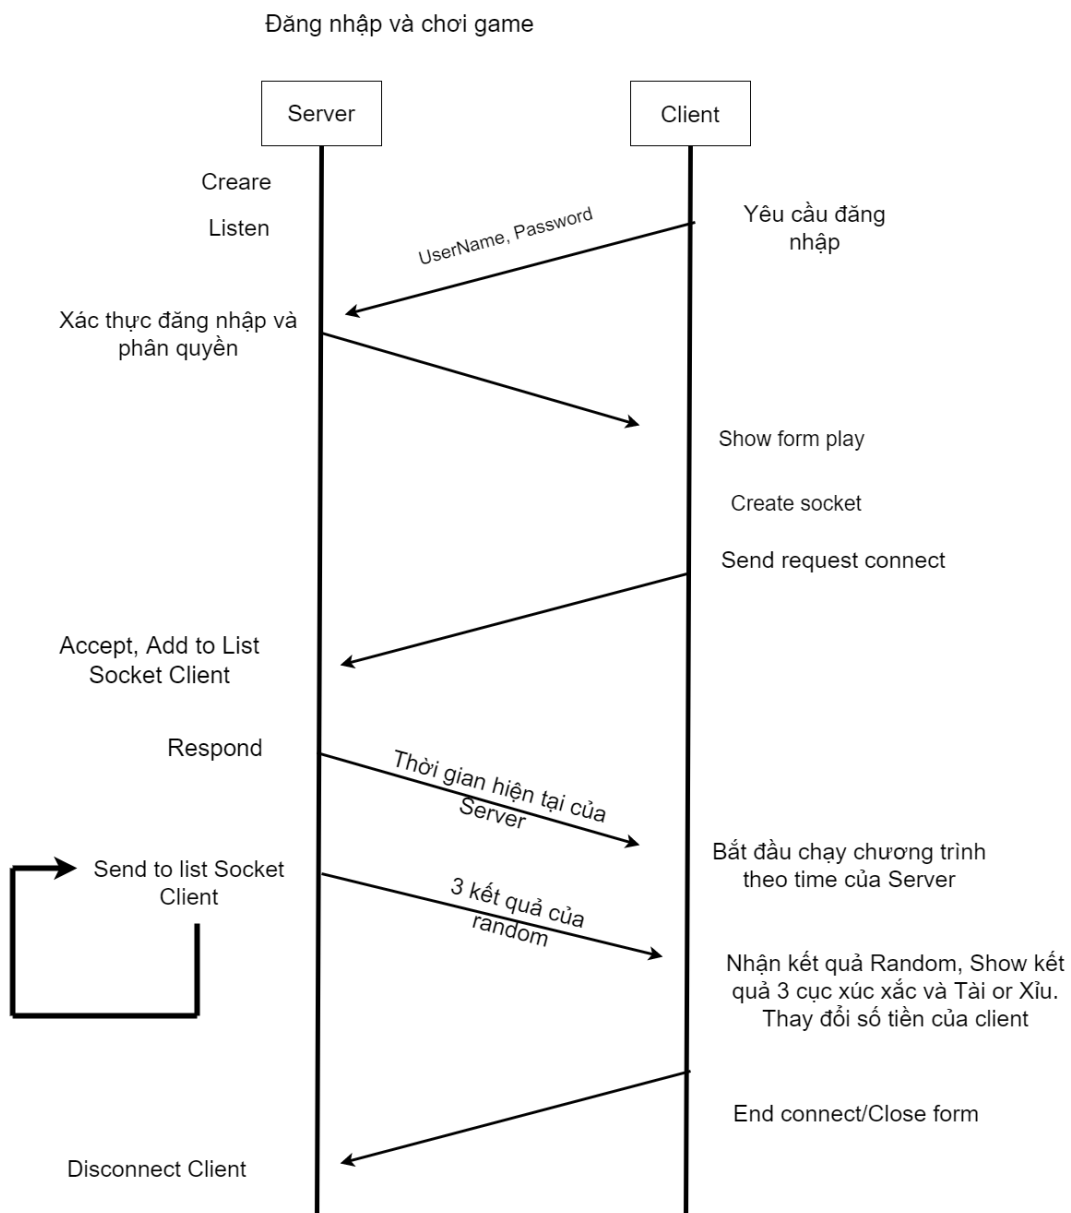 Đăng nhập và chơi game
Server
Client
Creare
Listen
UserName, Password
Yêu cầu đăng
nhập
Xác thực đăng nhập và
phân quyền
Show form play
Create socket
Send request connect
Accept, Add to List
Socket Client
Respond
Thời gian hiện tại của
Server
Bắt đầu chạy chương trình
theo time của Server
Send to list Socket
Client
3 kết quả của
random
Nhận kết quả Random, Show kết
quả 3 cục xúc xắc và Tài or Xỉu.
Thay đổi số tiền của client
End connect/Close form
Disconnect Client